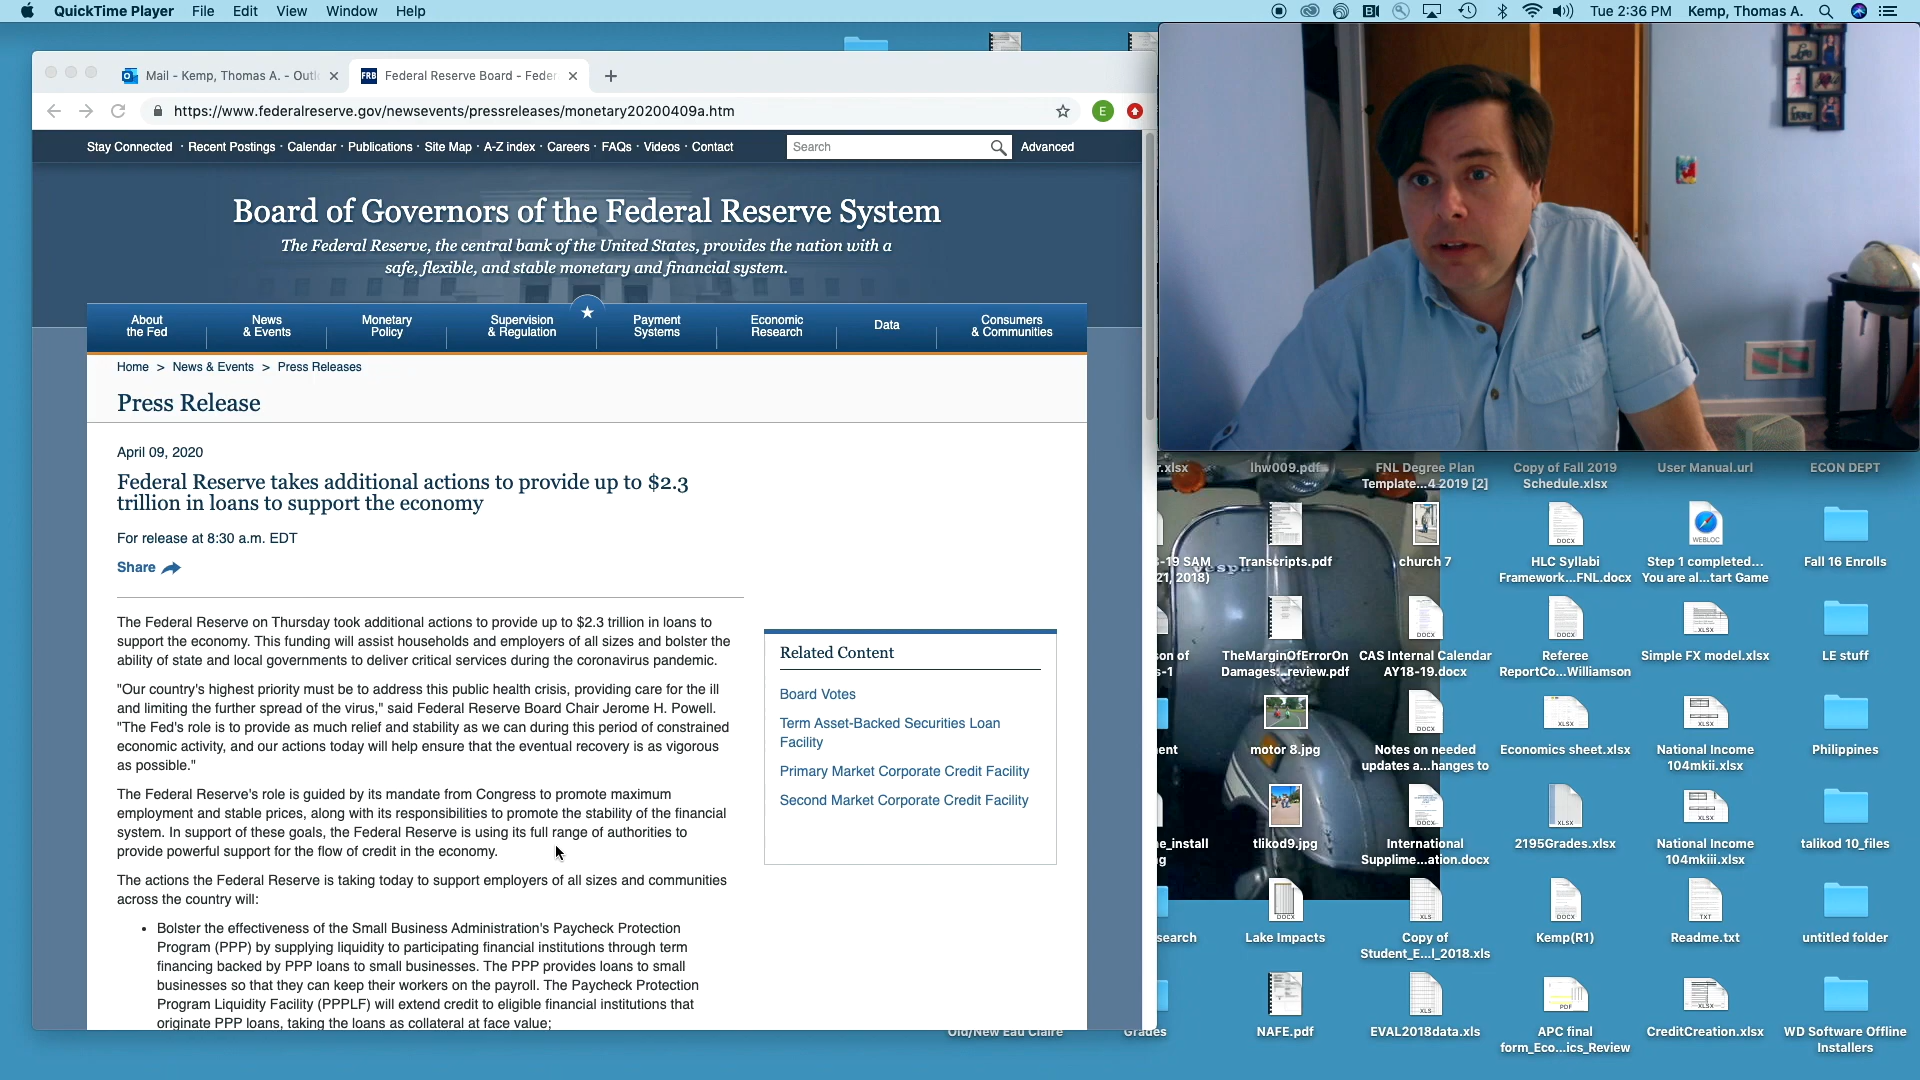 QuickTime Player File Edit View Window Help
Tue 2:36 PM Kemp, Thomas A.
Mail - Kemp, Thomas A. - Outl
FRB Federal Reserve Board - Feder
https://www.federalreserve.gov/newsevents/pressreleases/monetary20200409a.htm
E
Stay Connected · Recent Postings · Calendar · Publications · Site Map · A-Z index · Careers · FAQs · Videos · Contact
Search
Advanced
Board of Governors of the Federal Reserve System
The Federal Reserve, the central bank of the United States, provides the nation with a
safe, flexible, and stable monetary and financial system.
About
the Fed
News
& Events
Monetary
Policy
Supervision
& Regulation
Payment
Systems
Economic
Research
Data
Consumers
& Communities
Home > News & Events > Press Releases
Press Release
April 09, 2020
Federal Reserve takes additional actions to provide up to $2.3
trillion in loans to support the economy
For release at 8:30 a.m. EDT
Share
The Federal Reserve on Thursday took additional actions to provide up to $2.3 trillion in loans to
support the economy. This funding will assist households and employers of all sizes and bolster the
ability of state and local governments to deliver critical services during the coronavirus pandemic.
"Our country's highest priority must be to address this public health crisis, providing care for the ill
and limiting the further spread of the virus," said Federal Reserve Board Chair Jerome H. Powell.
"The Fed's role is to provide as much relief and stability as we can during this period of constrained
economic activity, and our actions today will help ensure that the eventual recovery is as vigorous
as possible."
The Federal Reserve's role is guided by its mandate from Congress to promote maximum
employment and stable prices, along with its responsibilities to promote the stability of the financial
system. In support of these goals, the Federal Reserve is using its full range of authorities to
provide powerful support for the flow of credit in the economy.
The actions the Federal Reserve is taking today to support employers of all sizes and communities
across the country will:
• Bolster the effectiveness of the Small Business Administration's Paycheck Protection
Program (PPP) by supplying liquidity to participating financial institutions through term
financing backed by PPP loans to small businesses. The PPP provides loans to small
businesses so that they can keep their workers on the payroll. The Paycheck Protection
Program Liquidity Facility (PPPLF) will extend credit to eligible financial institutions that
originate PPP loans, taking the loans as collateral at face value;
Related Content
Board Votes
Term Asset-Backed Securities Loan
Facility
Primary Market Corporate Credit Facility
Second Market Corporate Credit Facility
r.xlsx
lhw009.pdf
FNL Degree Plan
Template...4 2019 [2]
Copy of Fall 2019
Schedule.xlsx
User Manual.url
ECON DEPT
3-19 SAM
21, 2018)
Transcripts.pdf
church 7
HLC Syllabi
Framework...FNL.docx
Step 1 completed...
You are al...tart Game
Fall 16 Enrolls
son of
s-1
TheMarginOfErrorOn
Damages...review.pdf
CAS Internal Calendar
AY18-19.docx
Referee
ReportCo...Williamson
Simple FX model.xlsx
LE stuff
ent
motor 8.jpg
Notes on needed
updates a...hanges to
Economics sheet.xlsx
National Income
104mkii.xlsx
Philippines
e_install
g
tlikod9.jpg
International
Supplime...ation.docx
2195Grades.xlsx
National Income
104mkiii.xlsx
talikod 10_files
search
Lake Impacts
Copy of
Student_E...l_2018.xls
Kemp(R1)
Readme.txt
untitled folder
Old/New Eau Claire
Grades
NAFE.pdf
EVAL2018data.xls
APC final
form_Eco...ics_Review
CreditCreation.xlsx
WD Software Offline
Installers